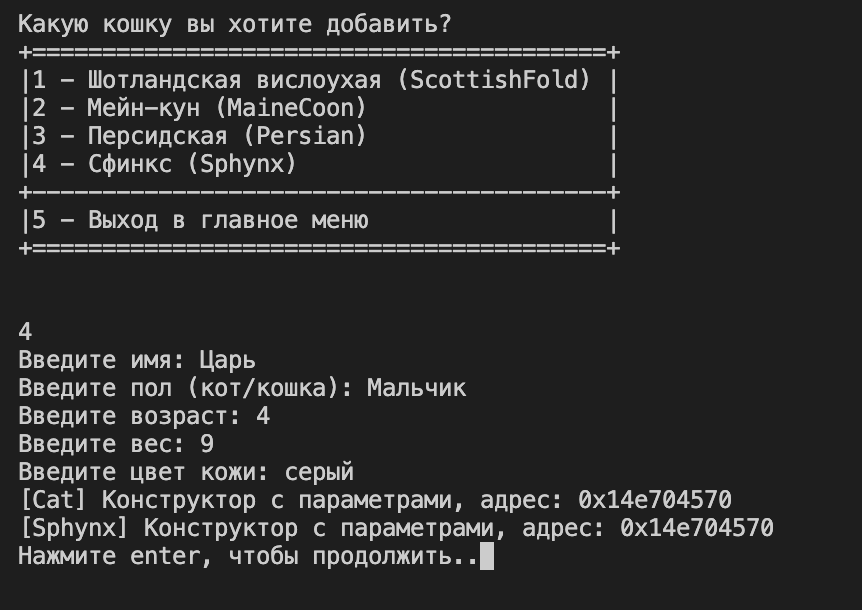 Какую кошку вы хотите добавить?
+=========================================+
|1 – Шотландская вислоухая (ScottishFold) |
|2 – Мейн-кун (MaineCoon)                 |
|3 – Персидская (Persian)                 |
|4 – Сфинкс (Sphynx)                      |
+-----------------------------------------+
|5 – Выход в главное меню                 |
+=========================================+
4
Введите имя: Царь
Введите пол (кот/кошка): Мальчик
Введите возраст: 4
Введите вес: 9
Введите цвет кожи: серый
[Cat] Конструктор с параметрами, адрес: 0x14e704570
[Sphynx] Конструктор с параметрами, адрес: 0x14e704570
Нажмите enter, чтобы продолжить..